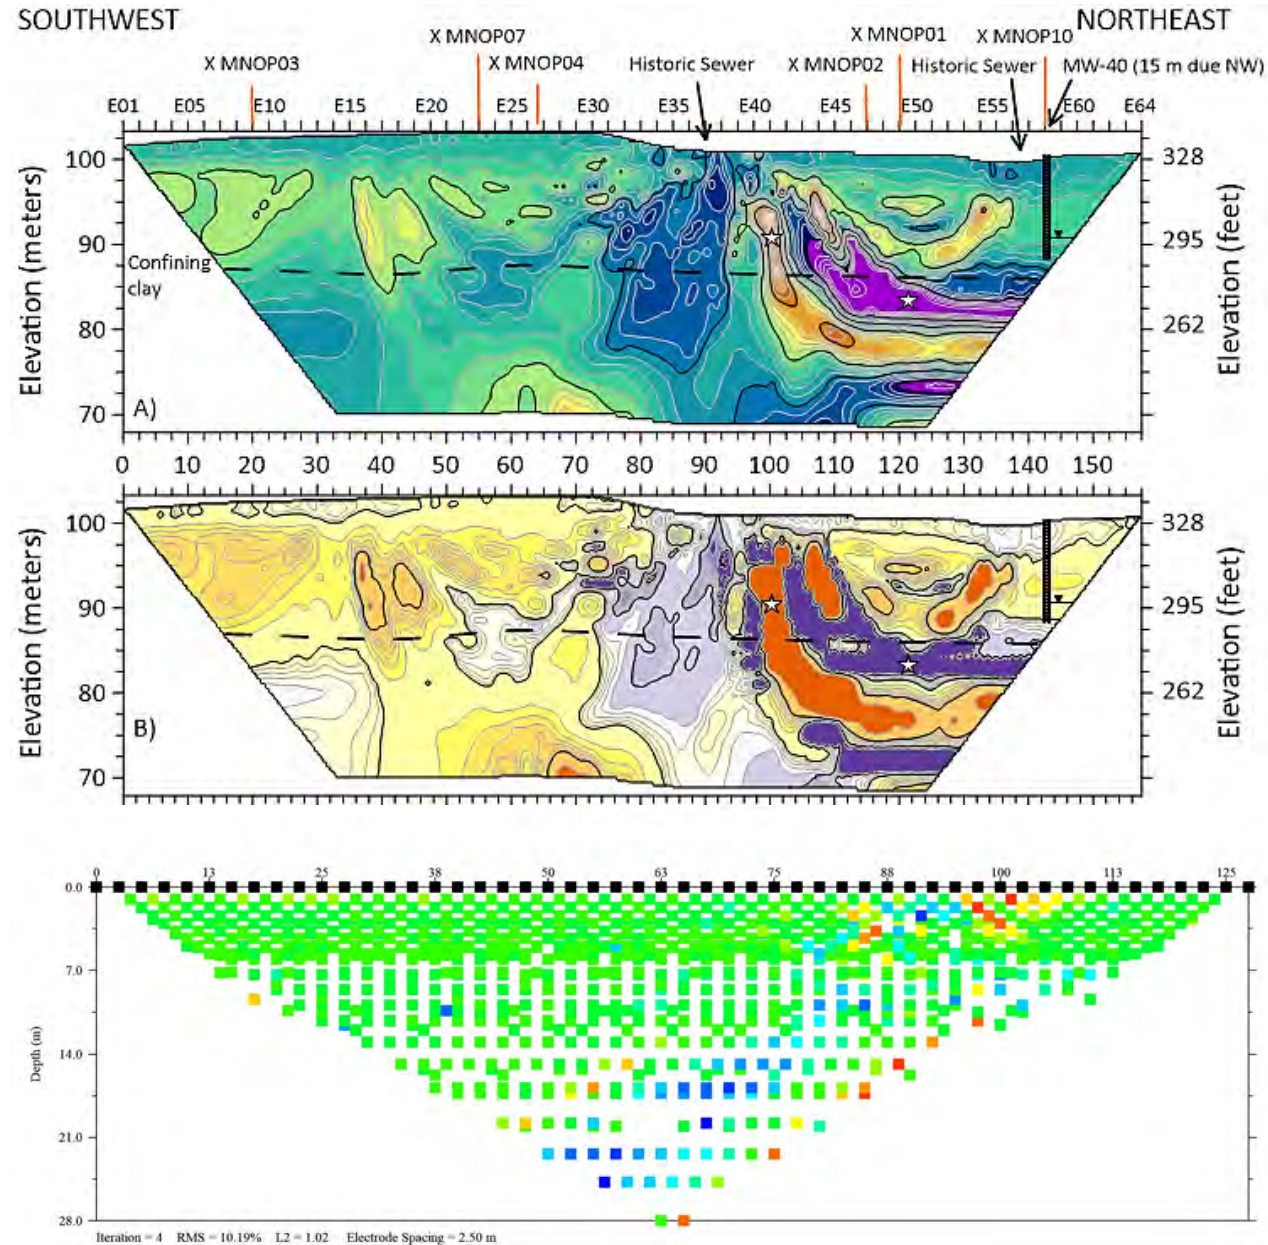 SOUTHWEST NORTHEAST
X MNOP07 X MNOP01 X MNOP10
X MNOP03 X MNOP04 Historic Sewer X MNOP02 Historic Sewer MW-40 (15 m due NW)
E01 E05 E10 E15 E20 E25 E30 E35 E40 E45 E50 E55 E60 E64
Elevation (meters)
100
90
80
70
Confining
clay
A)
328
295
262
Elevation (feet)
0 10 20 30 40 50 60 70 80 90 100 110 120 130 140 150
Elevation (meters)
100
90
80
70
B)
328
295
262
Elevation (feet)
0 13 25 38 50 63 75 88 100 113 125
0.0
7.0
14.0
21.0
28.0
Depth (m)
Iteration = 4 RMS = 10.19% L2 = 1.02 Electrode Spacing = 2.50 m